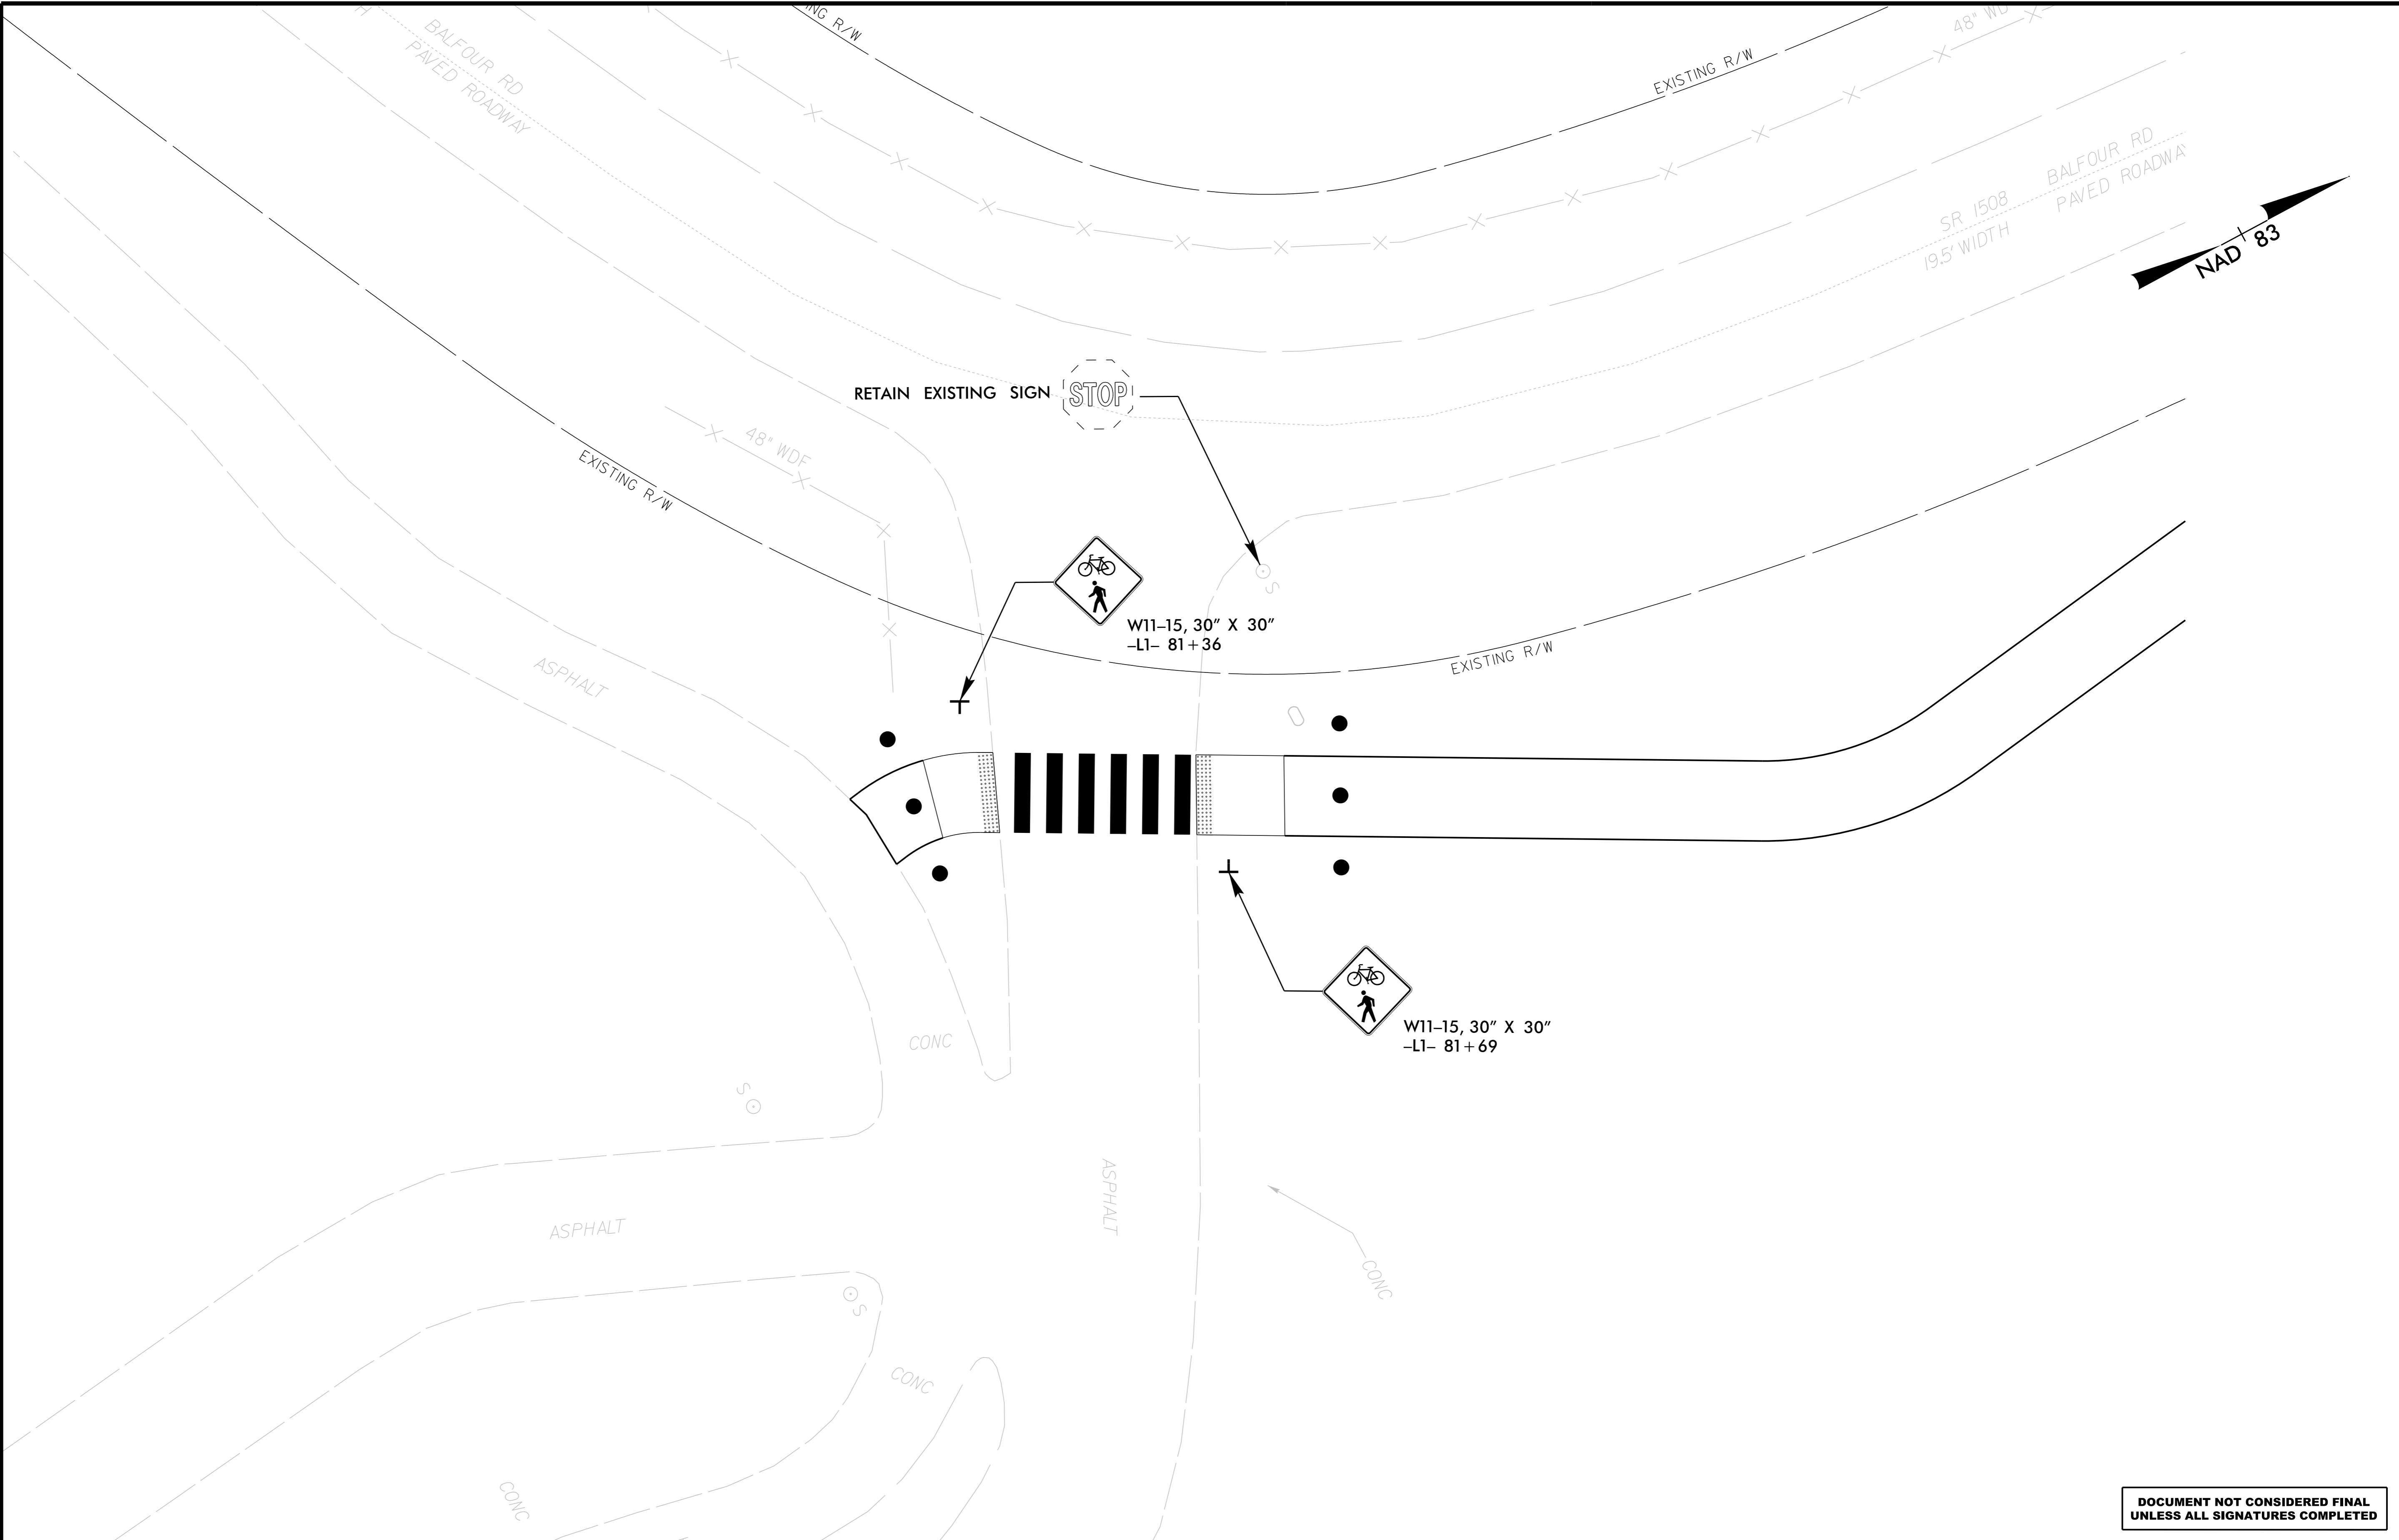 BALFOUR RD
PAVED ROADWAY
EXISTING R/W
SR 1508
19.5' WIDTH
BALFOUR RD
NAD 83
RETAIN EXISTING SIGN
STOP
48" WDF
EXISTING R/W
S
W11–15, 30″ X 30″
–L1– 81+36
EXISTING R/W
ASPHALT
W11–15, 30″ X 30″
–L1– 81+69
CONC
S
ASPHALT
ASPHALT
CONC
S
CONC
CONC
DOCUMENT NOT CONSIDERED FINAL
UNLESS ALL SIGNATURES COMPLETED